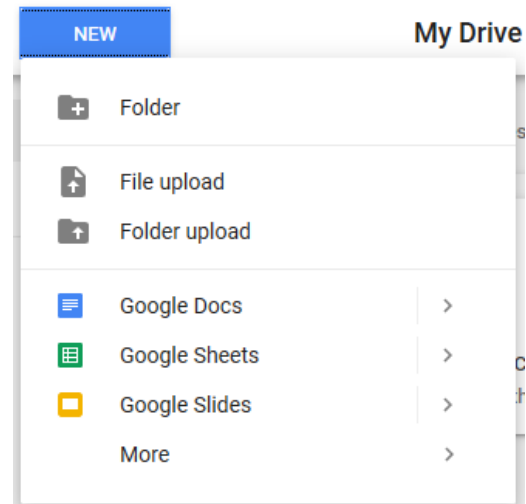 NEW
My Drive
Folder
File upload
Folder upload
Google Docs
Google Sheets
Google Slides
More